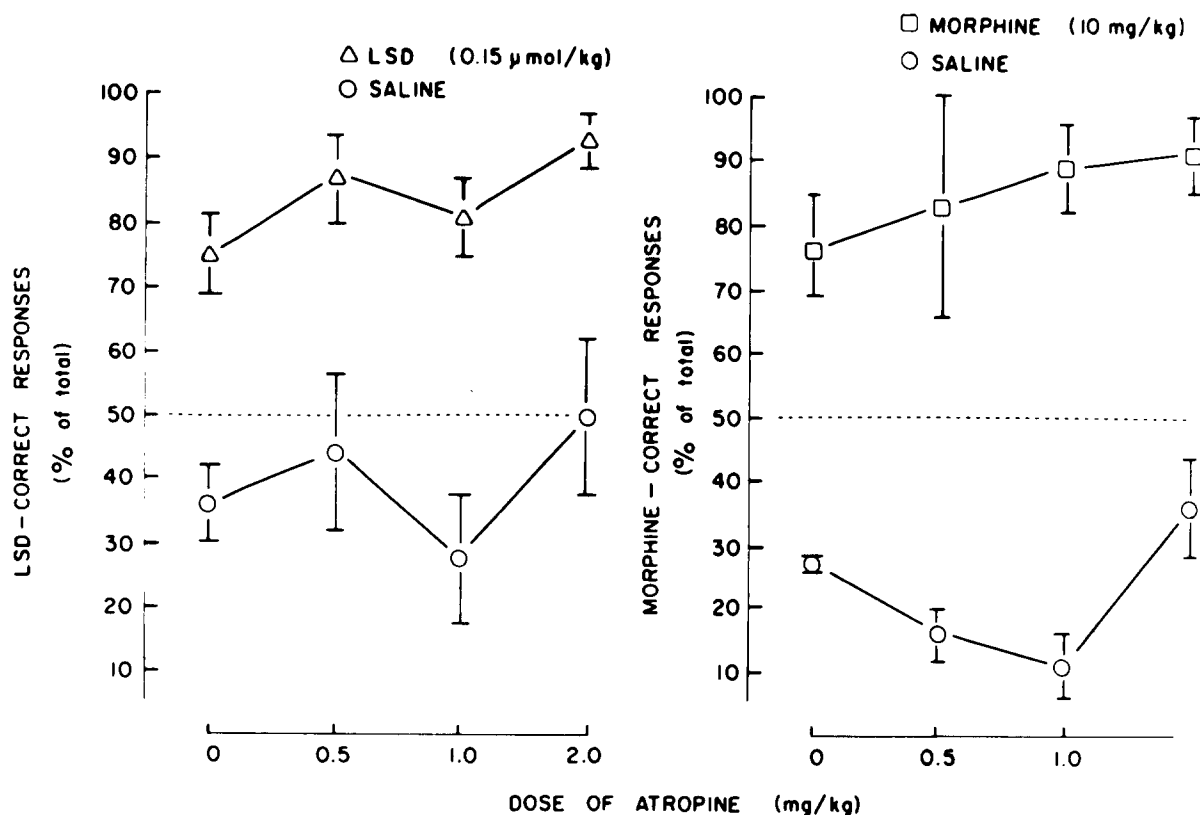 △ LSD (0.15 μmol/kg)
○ SALINE
LSD-CORRECT RESPONSES
(% of total)
100
90
80
70
60
50
40
30
20
10
0 0.5 1.0 2.0
□ MORPHINE (10 mg/kg)
○ SALINE
MORPHINE-CORRECT RESPONSES
(% of total)
100
90
80
70
60
50
40
30
20
10
0 0.5 1.0
DOSE OF ATROPINE (mg/kg)